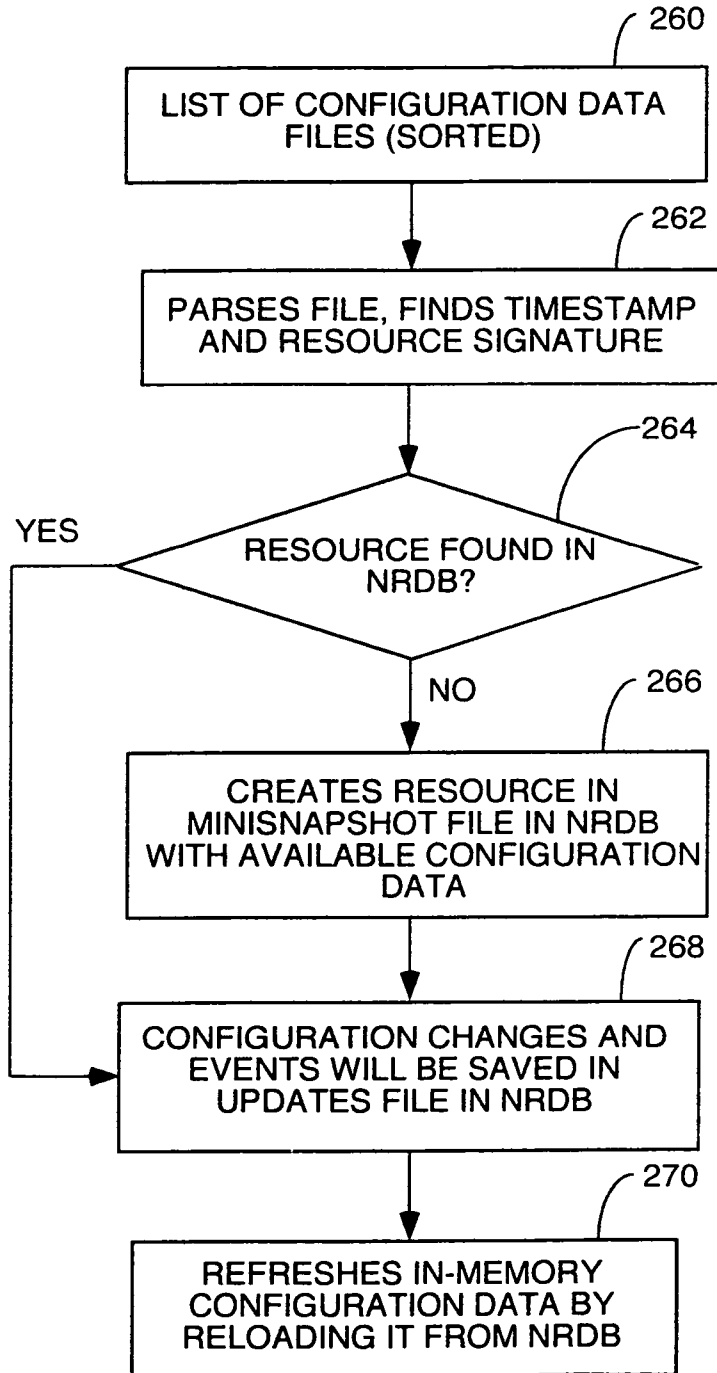 260
LIST OF CONFIGURATION DATA
FILES (SORTED)
262
PARSES FILE, FINDS TIMESTAMP
AND RESOURCE SIGNATURE
264
YES
RESOURCE FOUND IN
NRDB?
NO
266
CREATES RESOURCE IN
MINISNAPSHOT FILE IN NRDB
WITH AVAILABLE CONFIGURATION
DATA
268
CONFIGURATION CHANGES AND
EVENTS WILL BE SAVED IN
UPDATES FILE IN NRDB
270
REFRESHES IN-MEMORY
CONFIGURATION DATA BY
RELOADING IT FROM NRDB